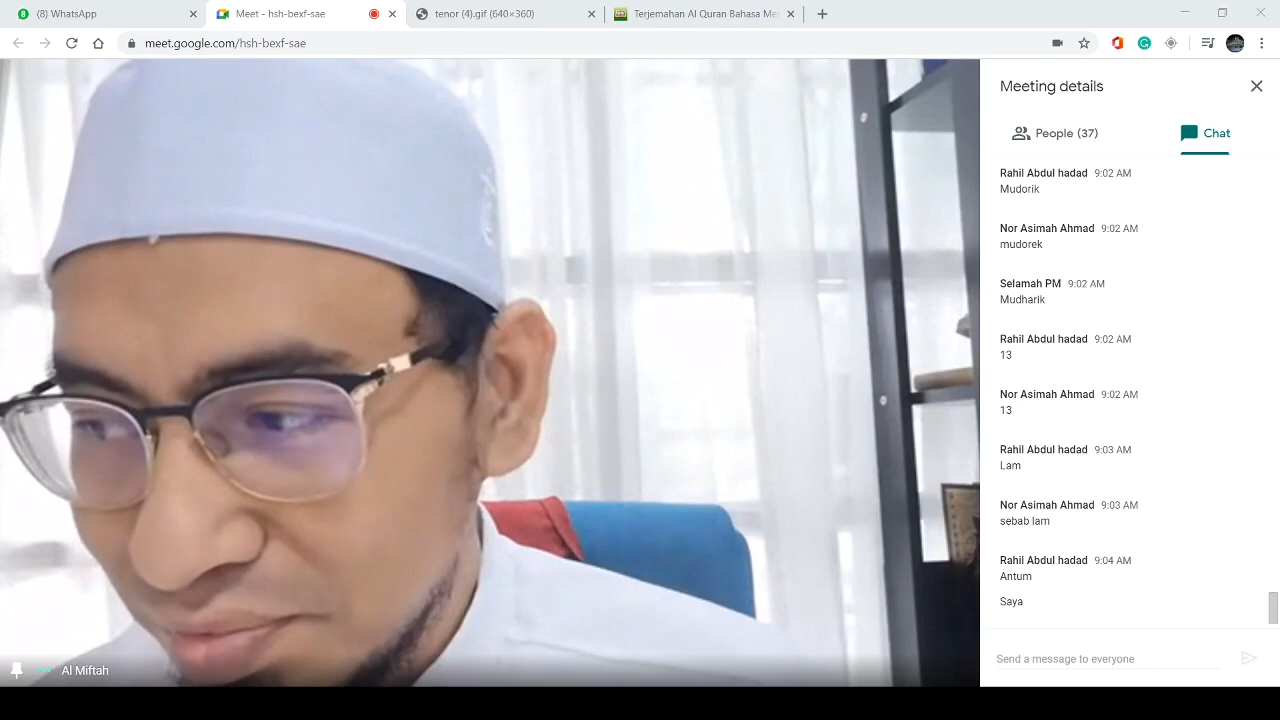 (8) WhatsApp
Meet - hsh-bexf-sae
tenor (4).gif (640×360)
Terjemahan Al Quran Bahasa Mel
meet.google.com/hsh-bexf-sae
Meeting details
People (37)
Chat
Rahil Abdul hadad 9:02 AM
Mudorik
Nor Asimah Ahmad 9:02 AM
mudorek
Selamah PM 9:02 AM
Mudharik
Rahil Abdul hadad 9:02 AM
13
Nor Asimah Ahmad 9:02 AM
13
Rahil Abdul hadad 9:03 AM
Lam
Nor Asimah Ahmad 9:03 AM
sebab lam
Rahil Abdul hadad 9:04 AM
Antum
Saya
Send a message to everyone
Al Miftah